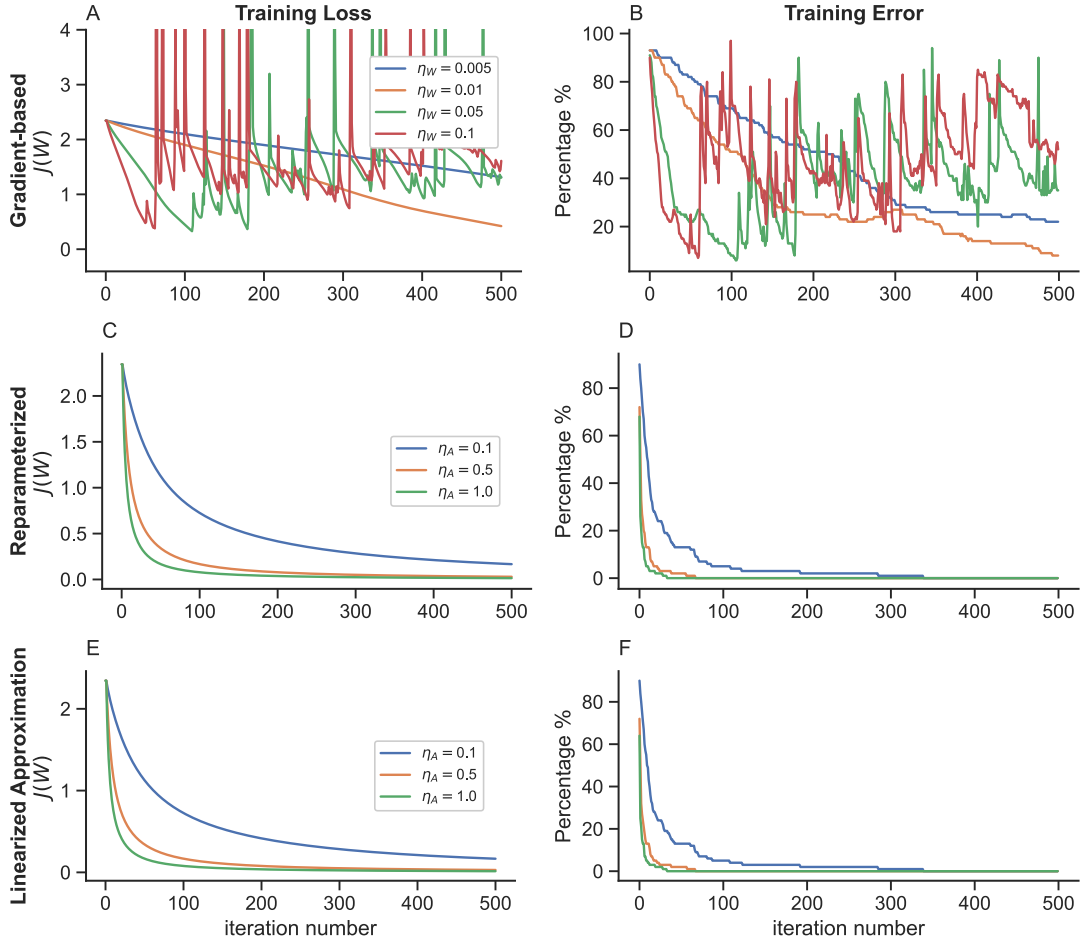 A
Training Loss
Gradient-based
J(W)
4
3
2
1
0
η_W = 0.005
η_W = 0.01
η_W = 0.05
η_W = 0.1
0 100 200 300 400 500
B
Training Error
Percentage %
100
80
60
40
20
0 100 200 300 400 500
C
Reparameterized
J(W)
2.0
1.5
1.0
0.5
0.0
η_A = 0.1
η_A = 0.5
η_A = 1.0
0 100 200 300 400 500
D
Percentage %
80
60
40
20
0
0 100 200 300 400 500
E
Linearized Approximation
J(W)
2
1
0
η_A = 0.1
η_A = 0.5
η_A = 1.0
0 100 200 300 400 500
iteration number
F
Percentage %
80
60
40
20
0
0 100 200 300 400 500
iteration number